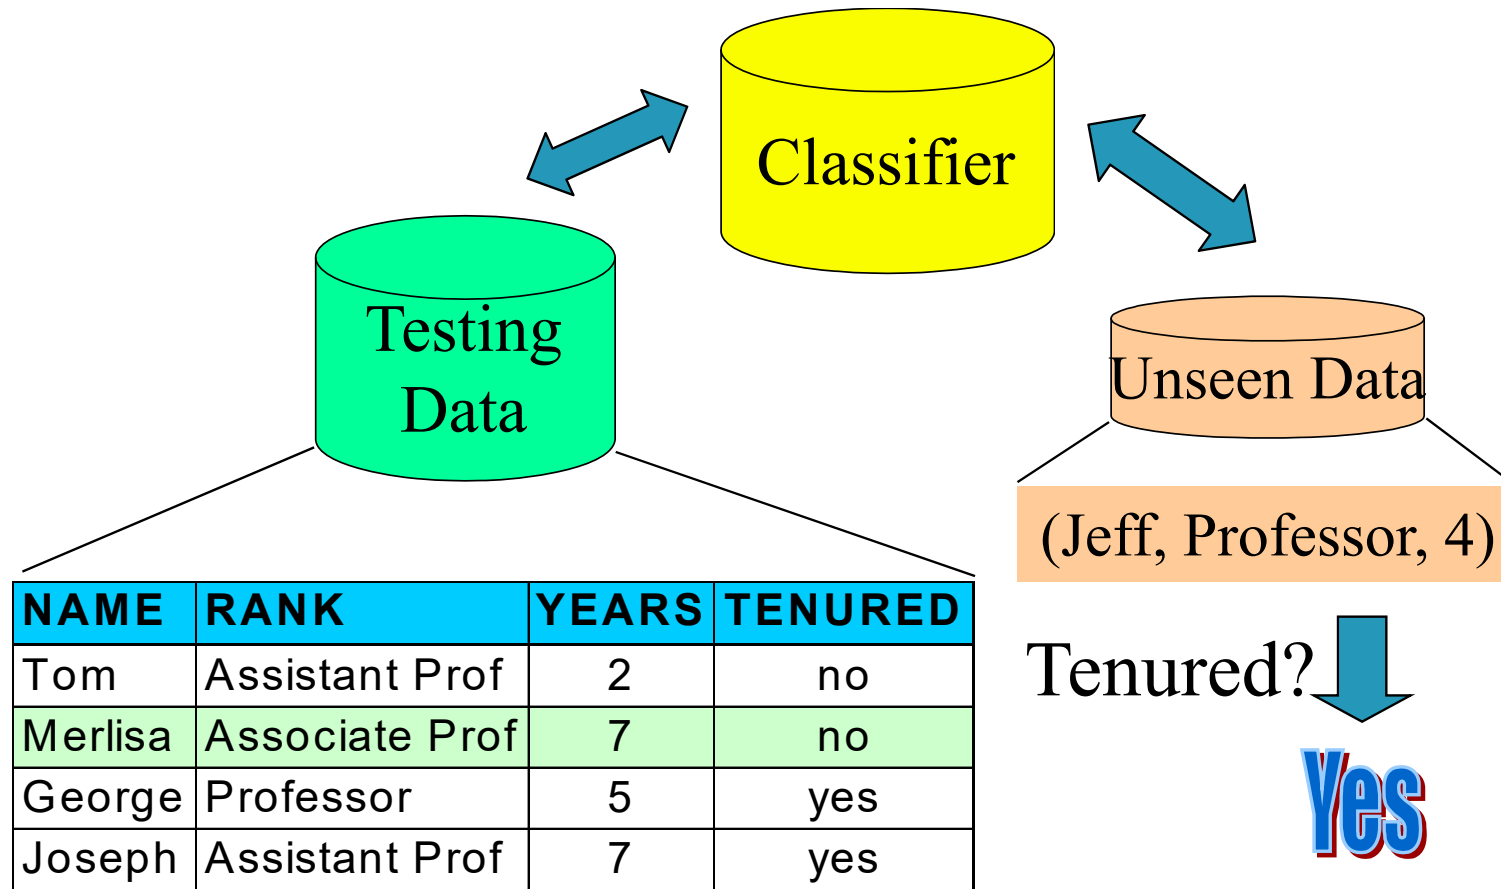 Classifier
Testing
Data
Unseen Data
(Jeff, Professor, 4)
NAME RANK YEARS TENURED
Tom Assistant Prof 2 no
Merlisa Associate Prof 7 no
George Professor 5 yes
Joseph Assistant Prof 7 yes
Tenured?
Yes